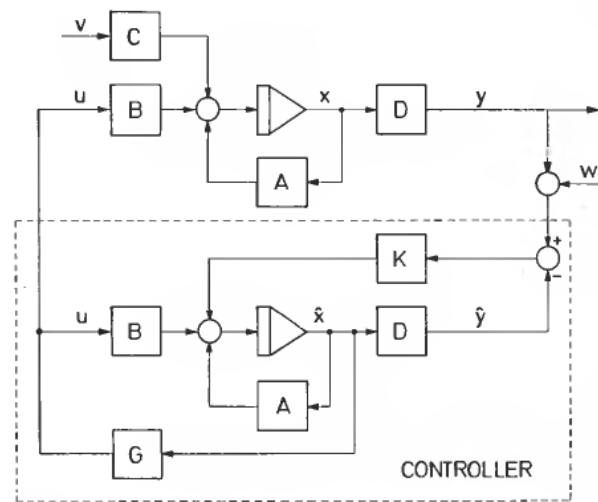 v C
u B x D y
A
w
K + -
u B x̂ D ŷ
A
G
CONTROLLER